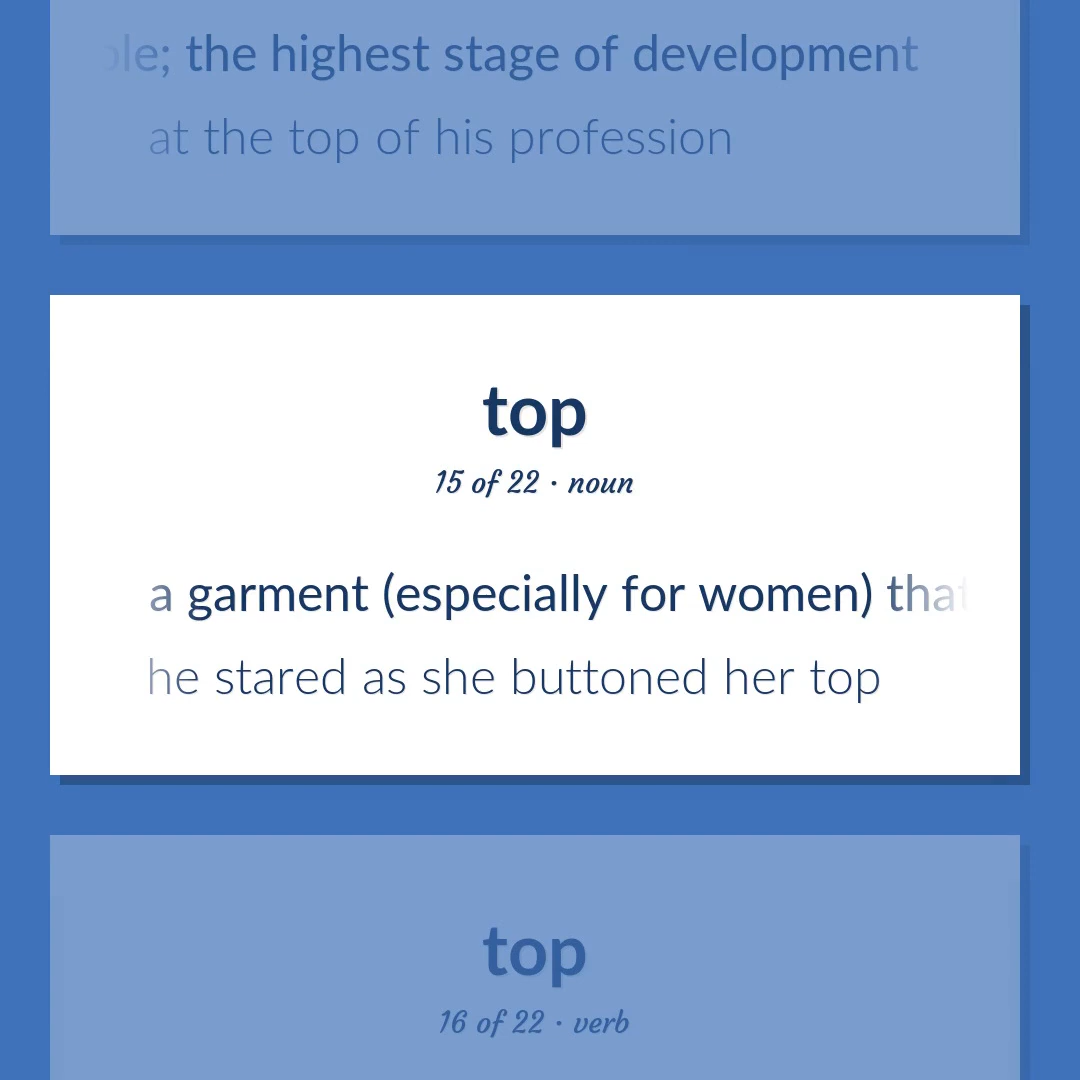 the highest stage of development
at the top of his profession
top
15 of 22 · noun
a garment (especially for women) that
he stared as she buttoned her top
top
16 of 22 · verb